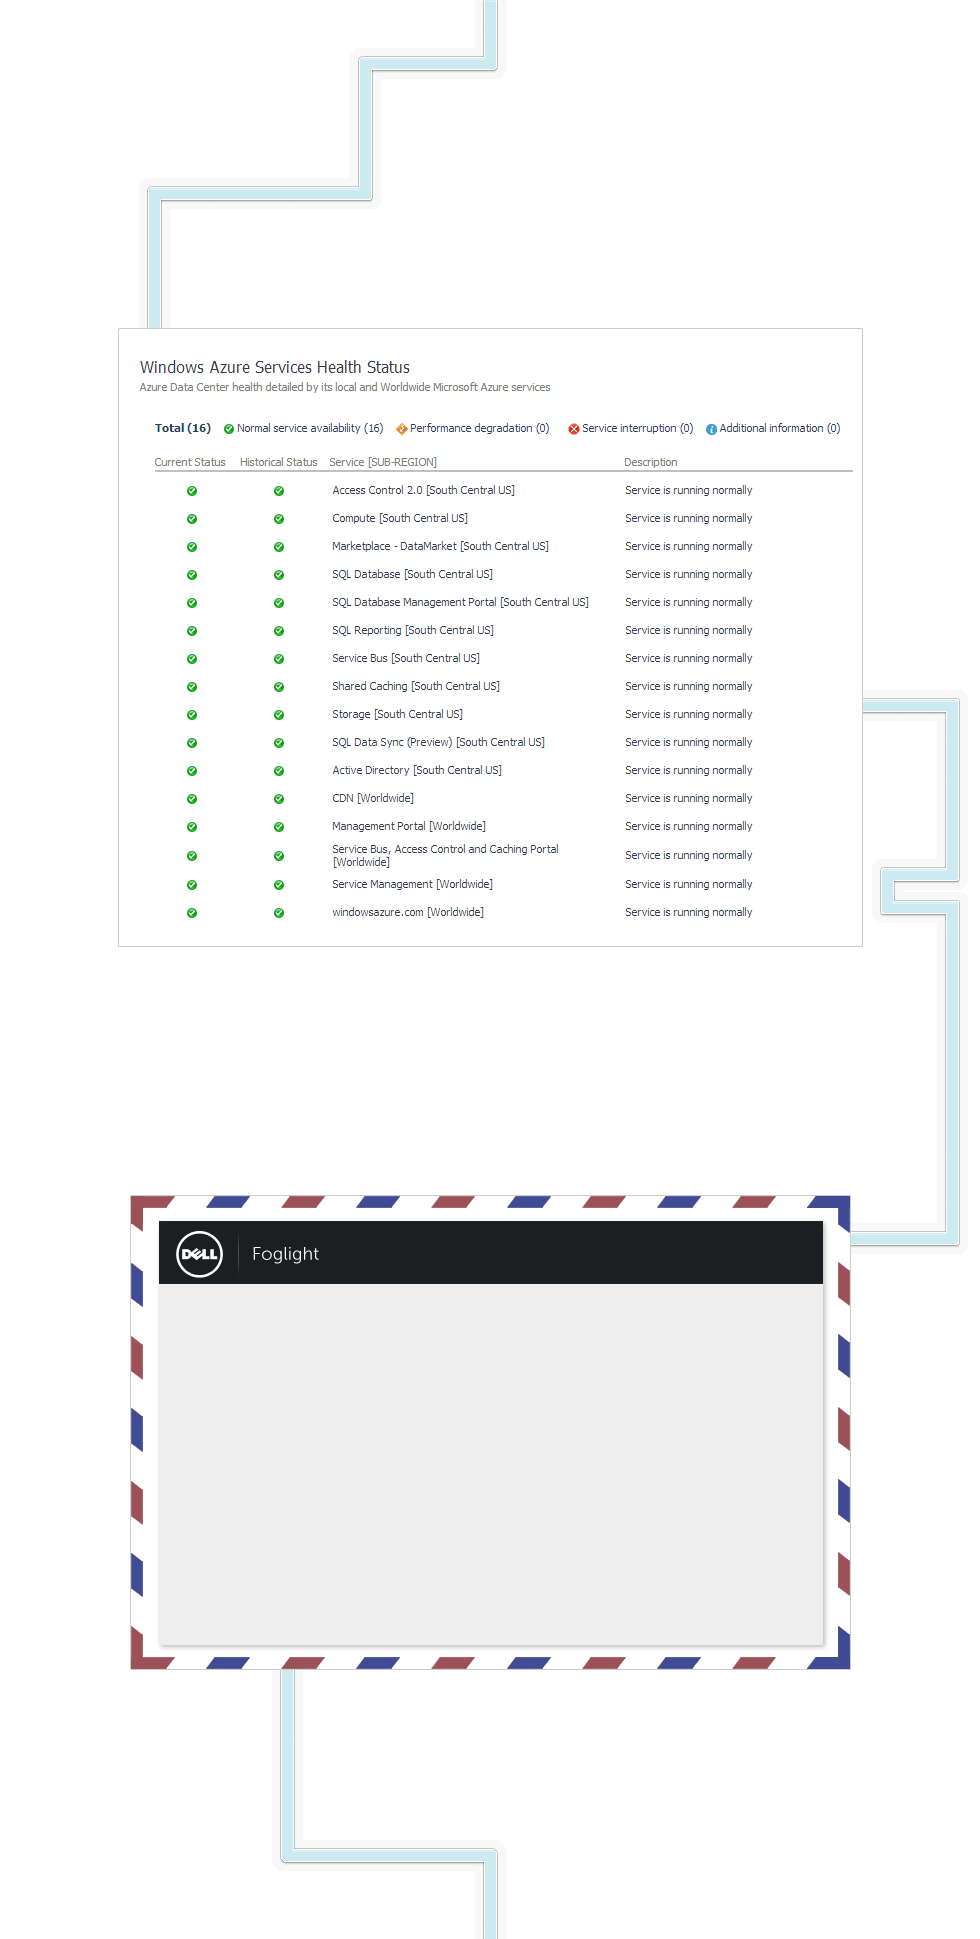 Windows Azure Services Health Status
Azure Data Center health detailed by its local and Worldwide Microsoft Azure services
Total (16) Normal service availability (16) Performance degradation (0) Service interruption (0) Additional information (0)
Current Status Historical Status Service [SUB-REGION] Description
Access Control 2.0 [South Central US] Service is running normally
Compute [South Central US] Service is running normally
Marketplace - DataMarket [South Central US] Service is running normally
SQL Database [South Central US] Service is running normally
SQL Database Management Portal [South Central US] Service is running normally
SQL Reporting [South Central US] Service is running normally
Service Bus [South Central US] Service is running normally
Shared Caching [South Central US] Service is running normally
Storage [South Central US] Service is running normally
SQL Data Sync (Preview) [South Central US] Service is running normally
Active Directory [South Central US] Service is running normally
CDN [Worldwide] Service is running normally
Management Portal [Worldwide] Service is running normally
Service Bus, Access Control and Caching Portal
[Worldwide] Service is running normally
Service Management [Worldwide] Service is running normally
windowsazure.com [Worldwide] Service is running normally
DELL Foglight